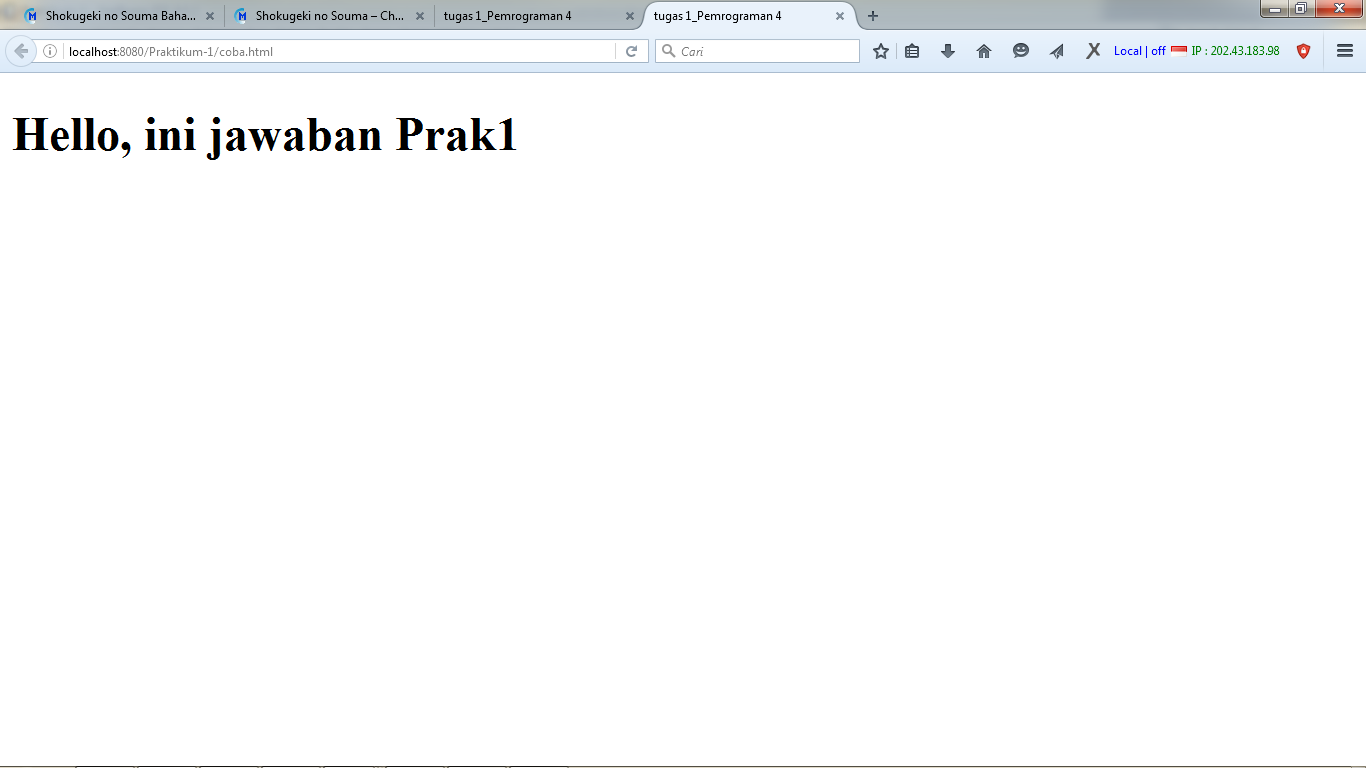 Shokugeki no Souma Baha...
Shokugeki no Souma – Ch...
tugas 1_Pemrograman 4
tugas 1_Pemrograman 4
localhost:8080/Praktikum-1/coba.html
Cari
Local | off
IP : 202.43.183.98
Hello, ini jawaban Prak1